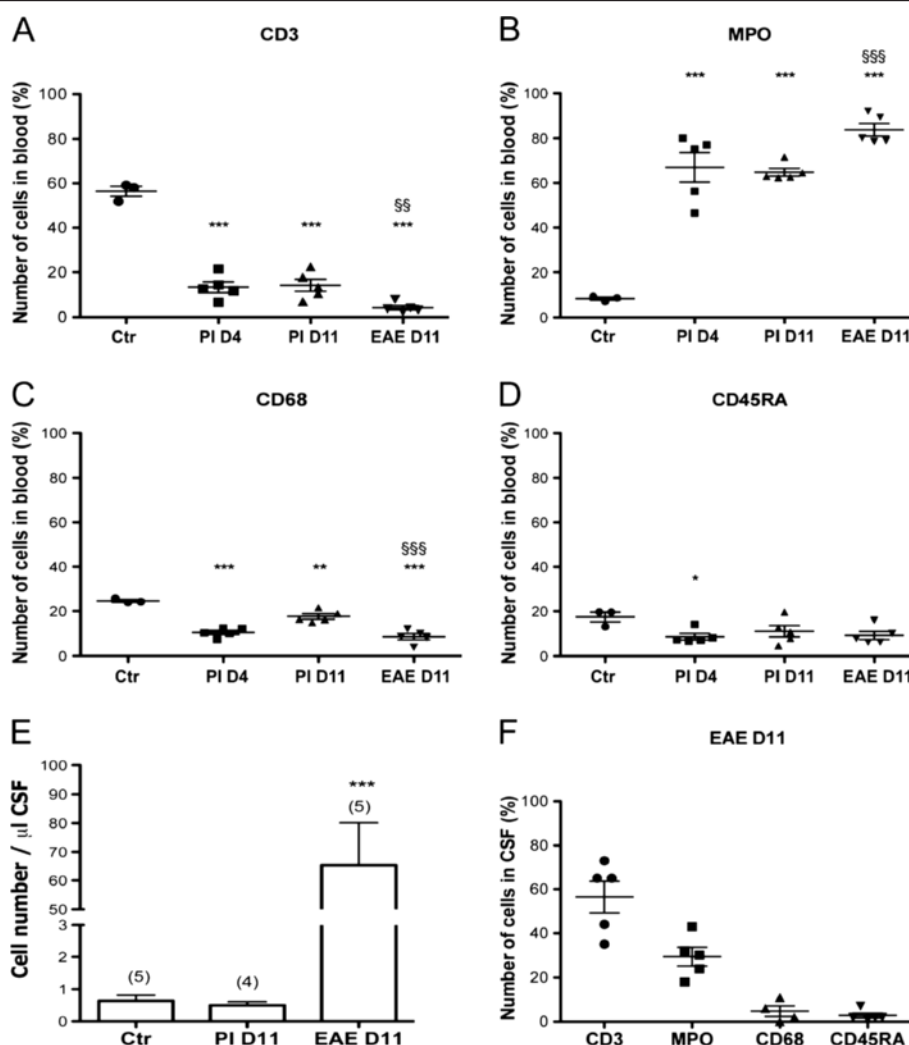 A
CD3
Number of cells in blood (%)
100
80
60
40
20
0
§§
*** *** ***
Ctr PI D4 PI D11 EAE D11
B
MPO
Number of cells in blood (%)
100
80
60
40
20
0
§§§
*** *** ***
Ctr PI D4 PI D11 EAE D11
C
CD68
Number of cells in blood (%)
100
80
60
40
20
0
§§§
*** ** ***
Ctr PI D4 PI D11 EAE D11
D
CD45RA
Number of cells in blood (%)
100
80
60
40
20
0
*
Ctr PI D4 PI D11 EAE D11
E
Cell number / µl CSF
100
90
80
70
60
50
3
2
1
0
***
(5) (4) (5)
Ctr PI D11 EAE D11
F
EAE D11
Number of cells in CSF (%)
100
80
60
40
20
0
CD3 MPO CD68 CD45RA